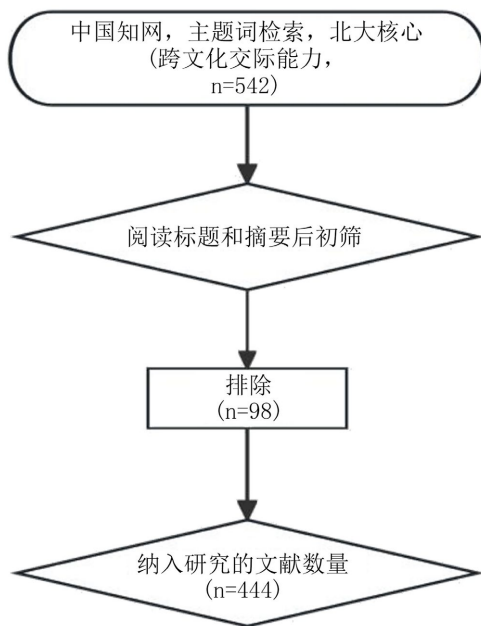 中国知网，主题词检索，北大核心
(跨文化交际能力，
n=542)
阅读标题和摘要后初筛
排除
(n=98)
纳入研究的文献数量
(n=444)